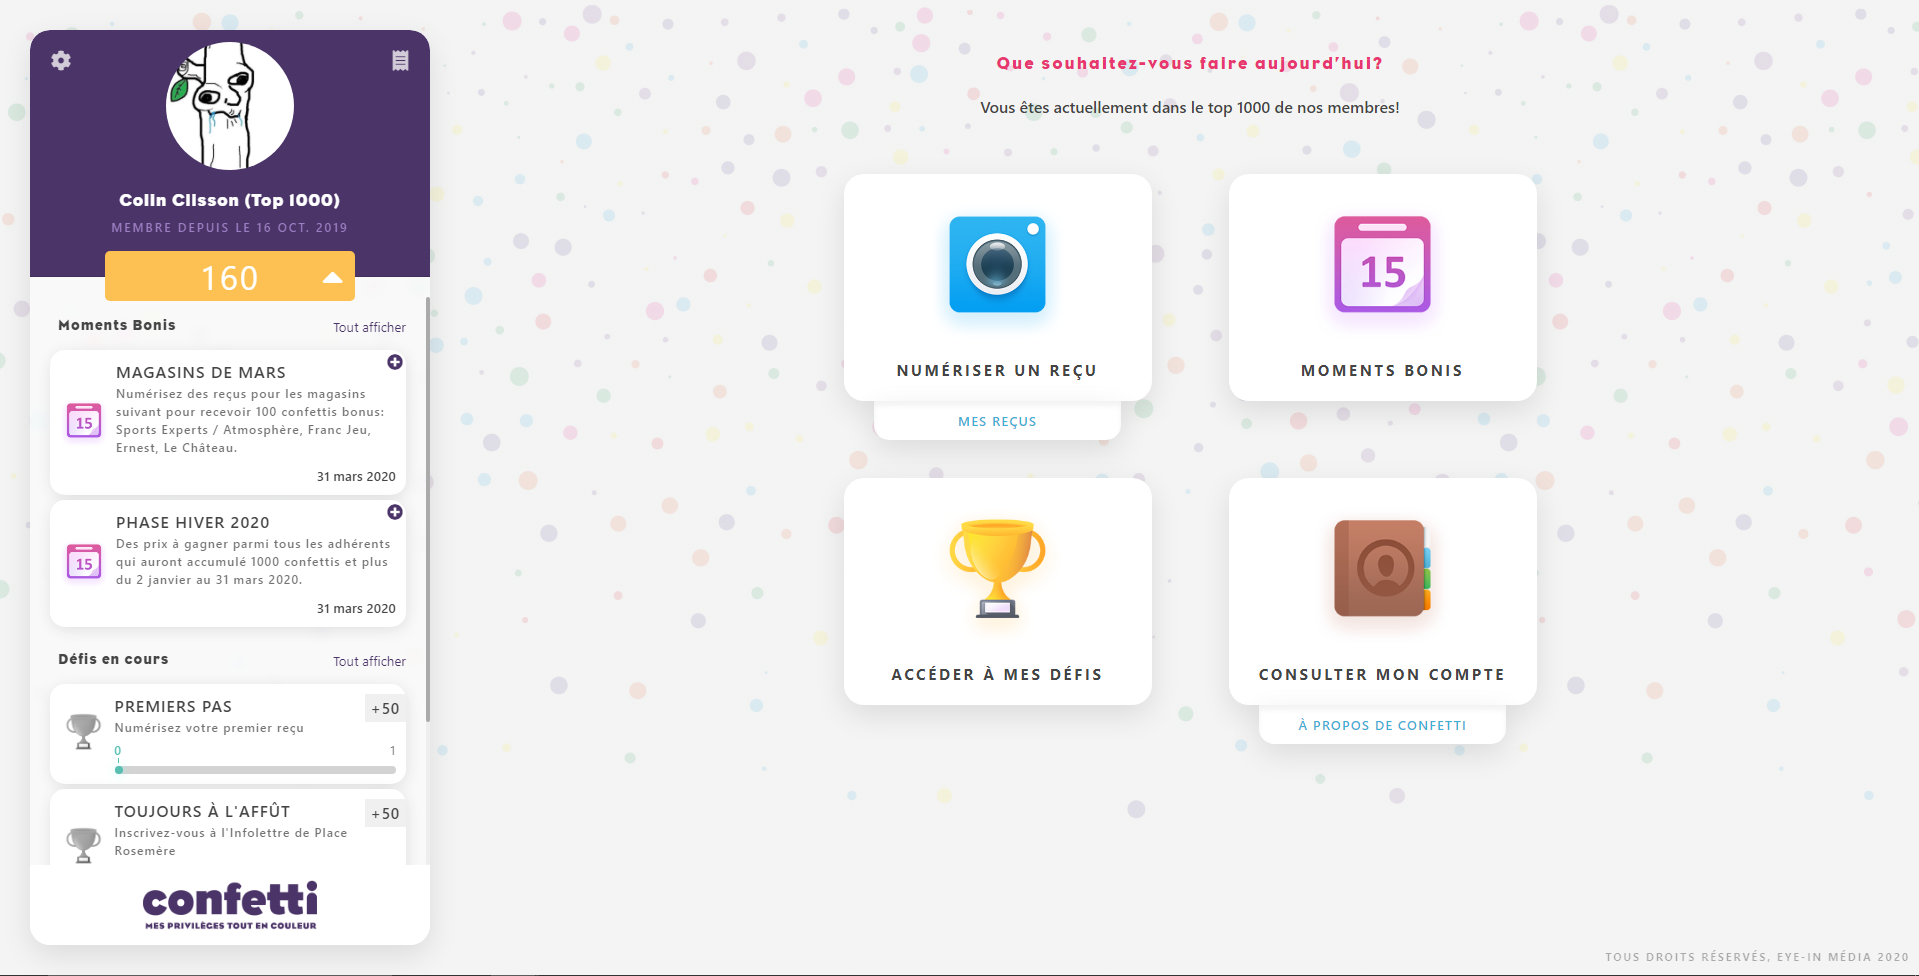 Colin Clisson (Top 1000)
MEMBRE DEPUIS LE 16 OCT. 2019
160
Moments Bonis
Tout afficher
MAGASINS DE MARS
Numérisez des reçus pour les magasins
suivant pour recevoir 100 confettis bonus:
Sports Experts / Atmosphère, Franc Jeu,
Ernest, Le Château.
31 mars 2020
15
PHASE HIVER 2020
Des prix à gagner parmi tous les adhérents
qui auront accumulé 1000 confettis et plus
du 2 janvier au 31 mars 2020.
31 mars 2020
15
Défis en cours
Tout afficher
PREMIERS PAS
+50
Numérisez votre premier reçu
0
1
TOUJOURS À L'AFFÛT
+50
Inscrivez-vous à l'Infolettre de Place
Rosemère
confetti
MES PRIVILÈGES TOUT EN COULEUR
Que souhaitez-vous faire aujourd'hui?
Vous êtes actuellement dans le top 1000 de nos membres!
NUMÉRISER UN REÇU
MES REÇUS
15
MOMENTS BONIS
ACCÉDER À MES DÉFIS
CONSULTER MON COMPTE
À PROPOS DE CONFETTI
TOUS DROITS RÉSERVÉS, EYE-IN MÉDIA 2020